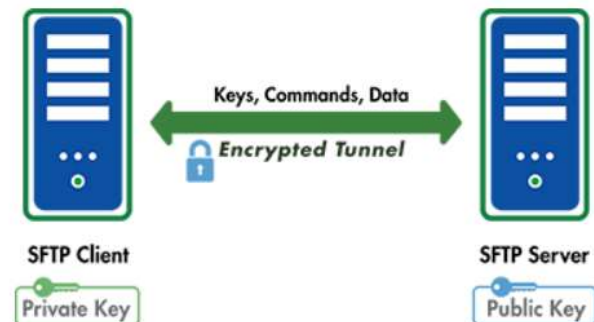 Keys, Commands, Data
Encrypted Tunnel
SFTP Client
SFTP Server
Private Key
Public Key